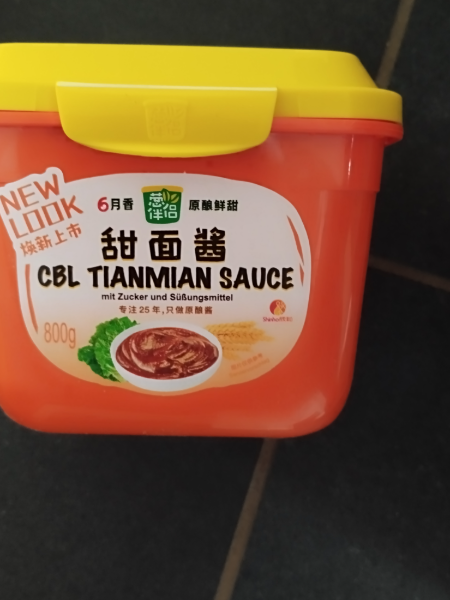 NEW
LOOK
焕新上市
6月香
葱
伴侣
原酿鲜甜
甜面酱
CBL TIANMIAN SAUCE
mit Zucker und Süßungsmittel
专注25年,只做原酿酱
800g